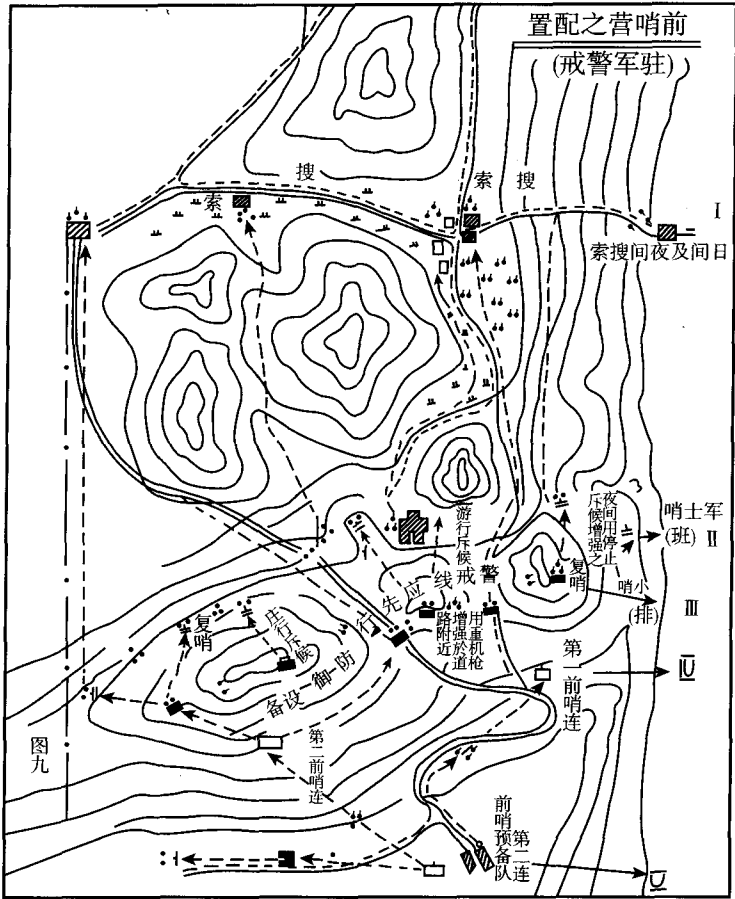 前哨营之配置
(驻军警戒)
搜索
搜索
I
日间及夜间搜索
夜间用停止
斥候增强之
军士哨
(班) II
游行斥候
复哨
小哨
(排) III
警戒线应先行防御设备
用重机枪
增强於道
路附近
复哨
庄行斥候
第一前哨连
IV
第二前哨连
图九
第二连
前哨预备队
V